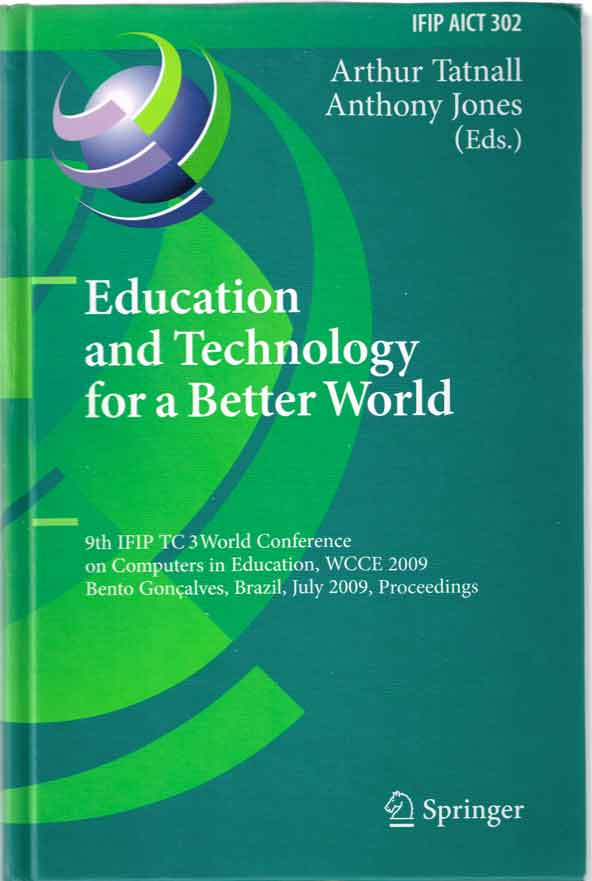 IFIP AICT 302
Arthur Tatnall
Anthony Jones
(Eds.)
Education
and Technology
for a Better World
9th IFIP TC 3 World Conference
on Computers in Education, WCCE 2009
Bento Gonçalves, Brazil, July 2009, Proceedings
Springer